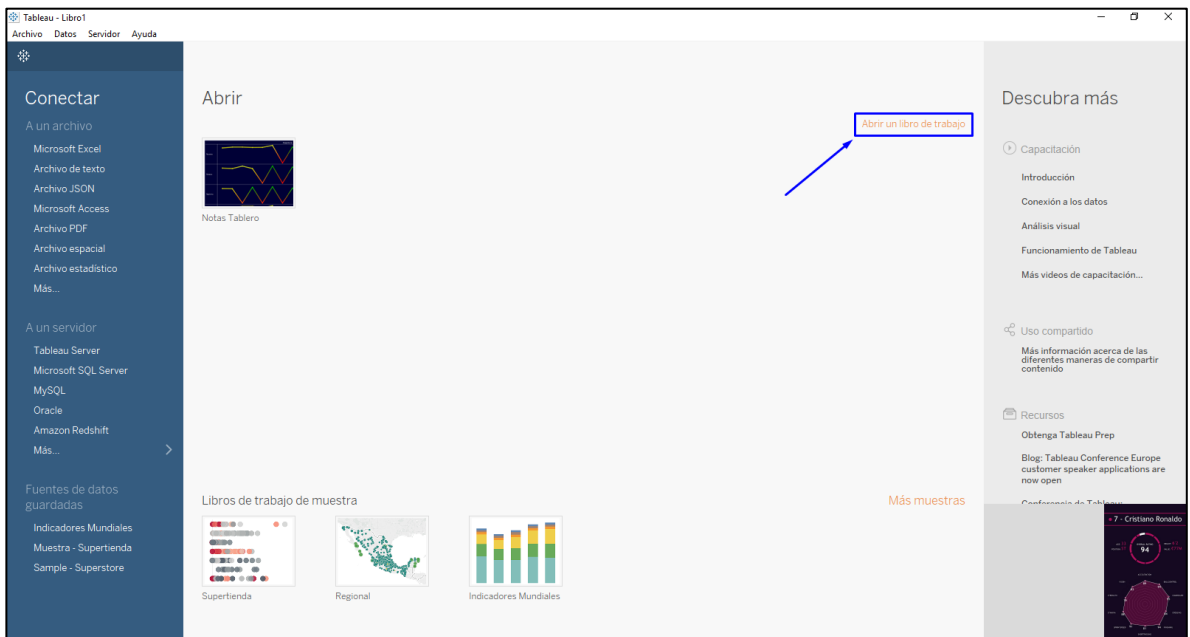 Tableau - Libro1
Archivo Datos Servidor Ayuda
Conectar
A un archivo
Microsoft Excel
Archivo de texto
Archivo JSON
Microsoft Access
Archivo PDF
Archivo espacial
Archivo estadístico
Más...
A un servidor
Tableau Server
Microsoft SQL Server
MySQL
Oracle
Amazon Redshift
Más...
Fuentes de datos
guardadas
Indicadores Mundiales
Muestra - Supertienda
Sample - Superstore
Abrir
Abrir un libro de trabajo
Notas Tablero
Libros de trabajo de muestra
Más muestras
Supertienda
Regional
Indicadores Mundiales
Descubra más
Capacitación
Introducción
Conexión a los datos
Análisis visual
Funcionamiento de Tableau
Más videos de capacitación...
Uso compartido
Más información acerca de las
diferentes maneras de compartir
contenido
Recursos
Obtenga Tableau Prep
Blog: Tableau Conference Europe
customer speaker applications are
now open
Conferencia de Tableau:
7 - Cristiano Ronaldo
94